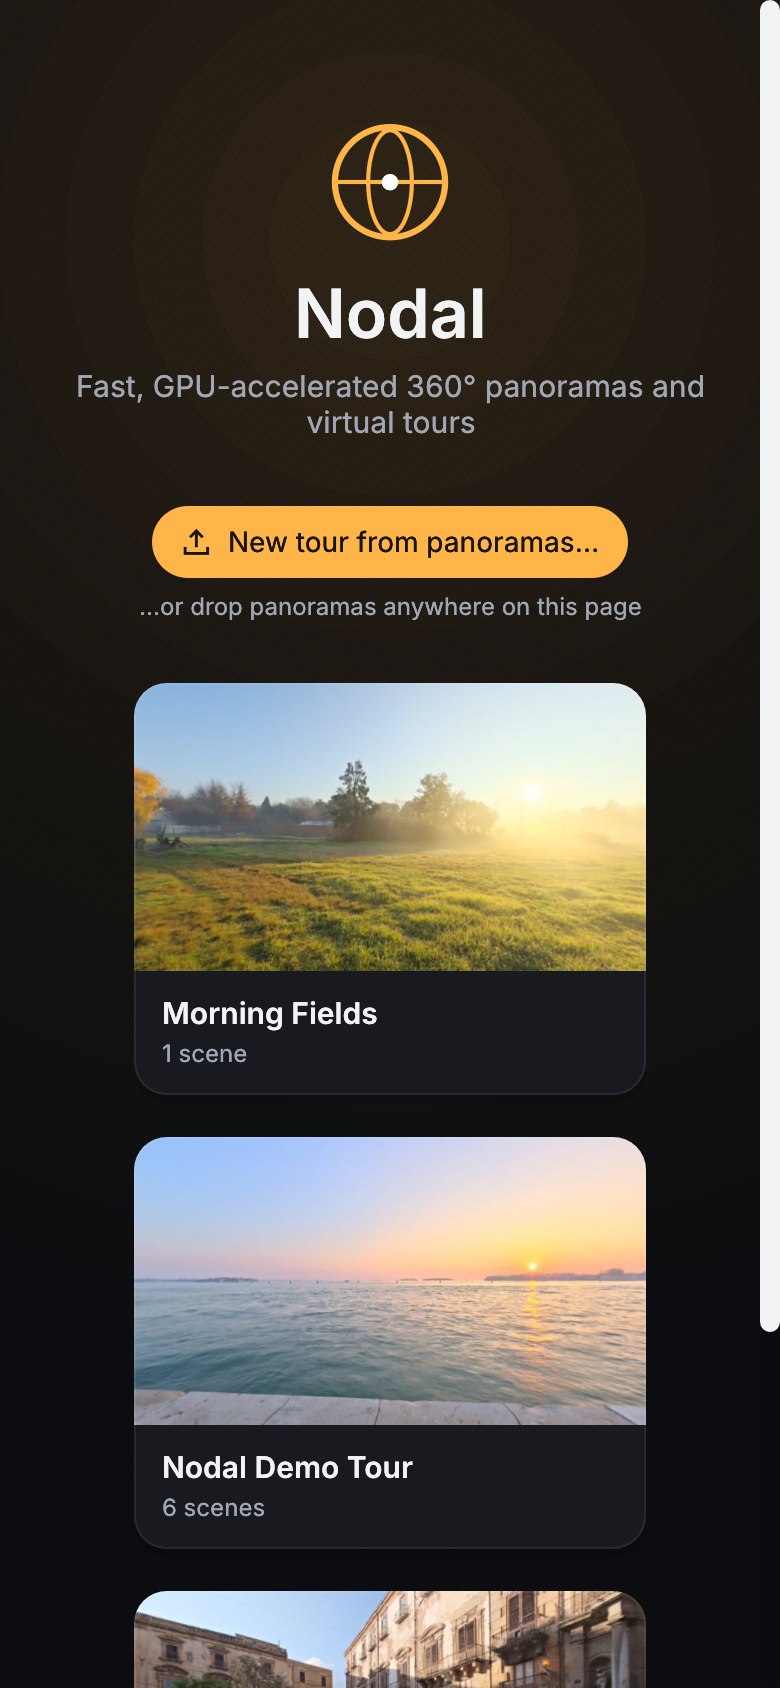 Nodal
Fast, GPU-accelerated 360° panoramas and
virtual tours
New tour from panoramas...
...or drop panoramas anywhere on this page
Morning Fields
1 scene
Nodal Demo Tour
6 scenes